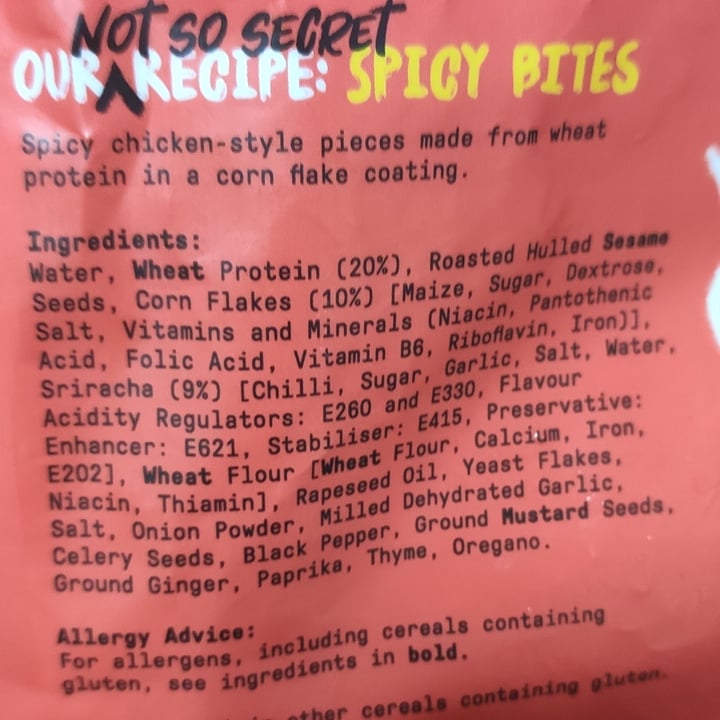 NOT SO SECRET
OUR RECIPE: SPICY BITES
Spicy chicken-style pieces made from wheat
protein in a corn flake coating.
Ingredients:
Water, Wheat Protein (20%), Roasted Hulled Sesame
Seeds, Corn Flakes (10%) [Maize, Sugar, Dextrose,
Salt, Vitamins and Minerals (Niacin, Pantothenic
Acid, Folic Acid, Vitamin B6, Riboflavin, Iron)],
Sriracha (9%) [Chilli, Sugar, Garlic, Salt, Water,
Acidity Regulators: E260 and E330, Flavour
Enhancer: E621, Stabiliser: E415, Preservative:
E202], Wheat Flour [Wheat Flour, Calcium, Iron,
Niacin, Thiamin], Rapeseed Oil, Yeast Flakes,
Salt, Onion Powder, Milled Dehydrated Garlic,
Celery Seeds, Black Pepper, Ground Mustard Seeds,
Ground Ginger, Paprika, Thyme, Oregano.
Allergy Advice:
For allergens, including cereals containing
gluten, see ingredients in bold.
other cereals containing gluten.